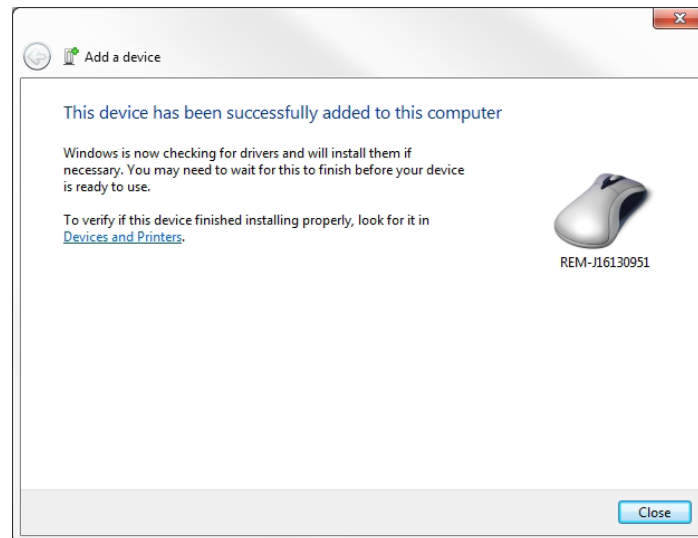 Add a device
This device has been successfully added to this computer
Windows is now checking for drivers and will install them if
necessary. You may need to wait for this to finish before your device
is ready to use.
To verify if this device finished installing properly, look for it in
Devices and Printers.
REM-J16130951
Close